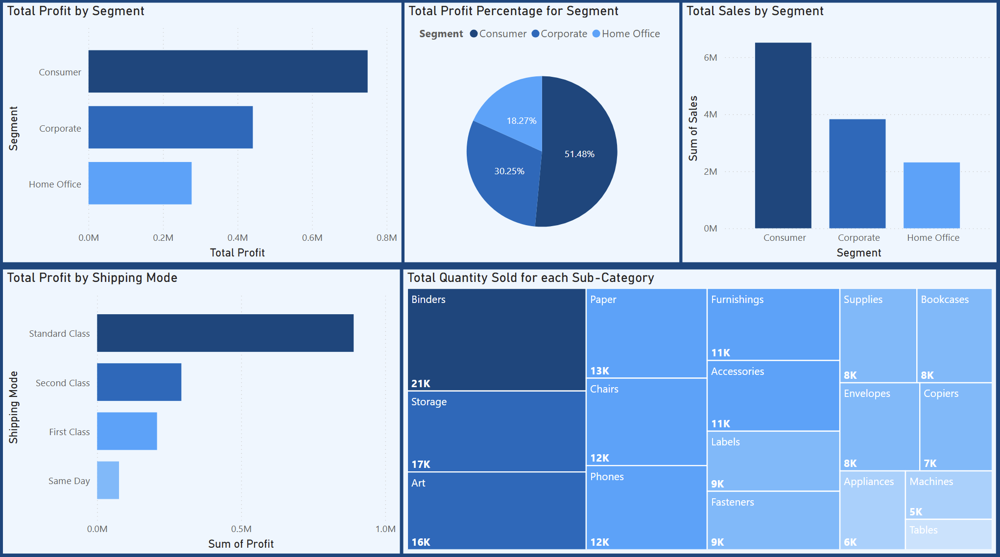 Total Profit by Segment
Segment
Consumer
Corporate
Home Office
0.0M 0.2M 0.4M 0.6M 0.8M
Total Profit
Total Profit Percentage for Segment
Segment Consumer Corporate Home Office
18.27%
51.48%
30.25%
Total Sales by Segment
Sum of Sales
6M
4M
2M
0M
Consumer Corporate Home Office
Segment
Total Profit by Shipping Mode
Shipping Mode
Standard Class
Second Class
First Class
Same Day
0.0M 0.5M 1.0M
Sum of Profit
Total Quantity Sold for each Sub-Category
Binders
21K
Storage
17K
Art
16K
Paper
13K
Chairs
12K
Phones
12K
Furnishings
11K
Accessories
11K
Labels
9K
Fasteners
9K
Supplies
8K
Bookcases
8K
Envelopes
8K
Copiers
7K
Appliances
6K
Machines
5K
Tables